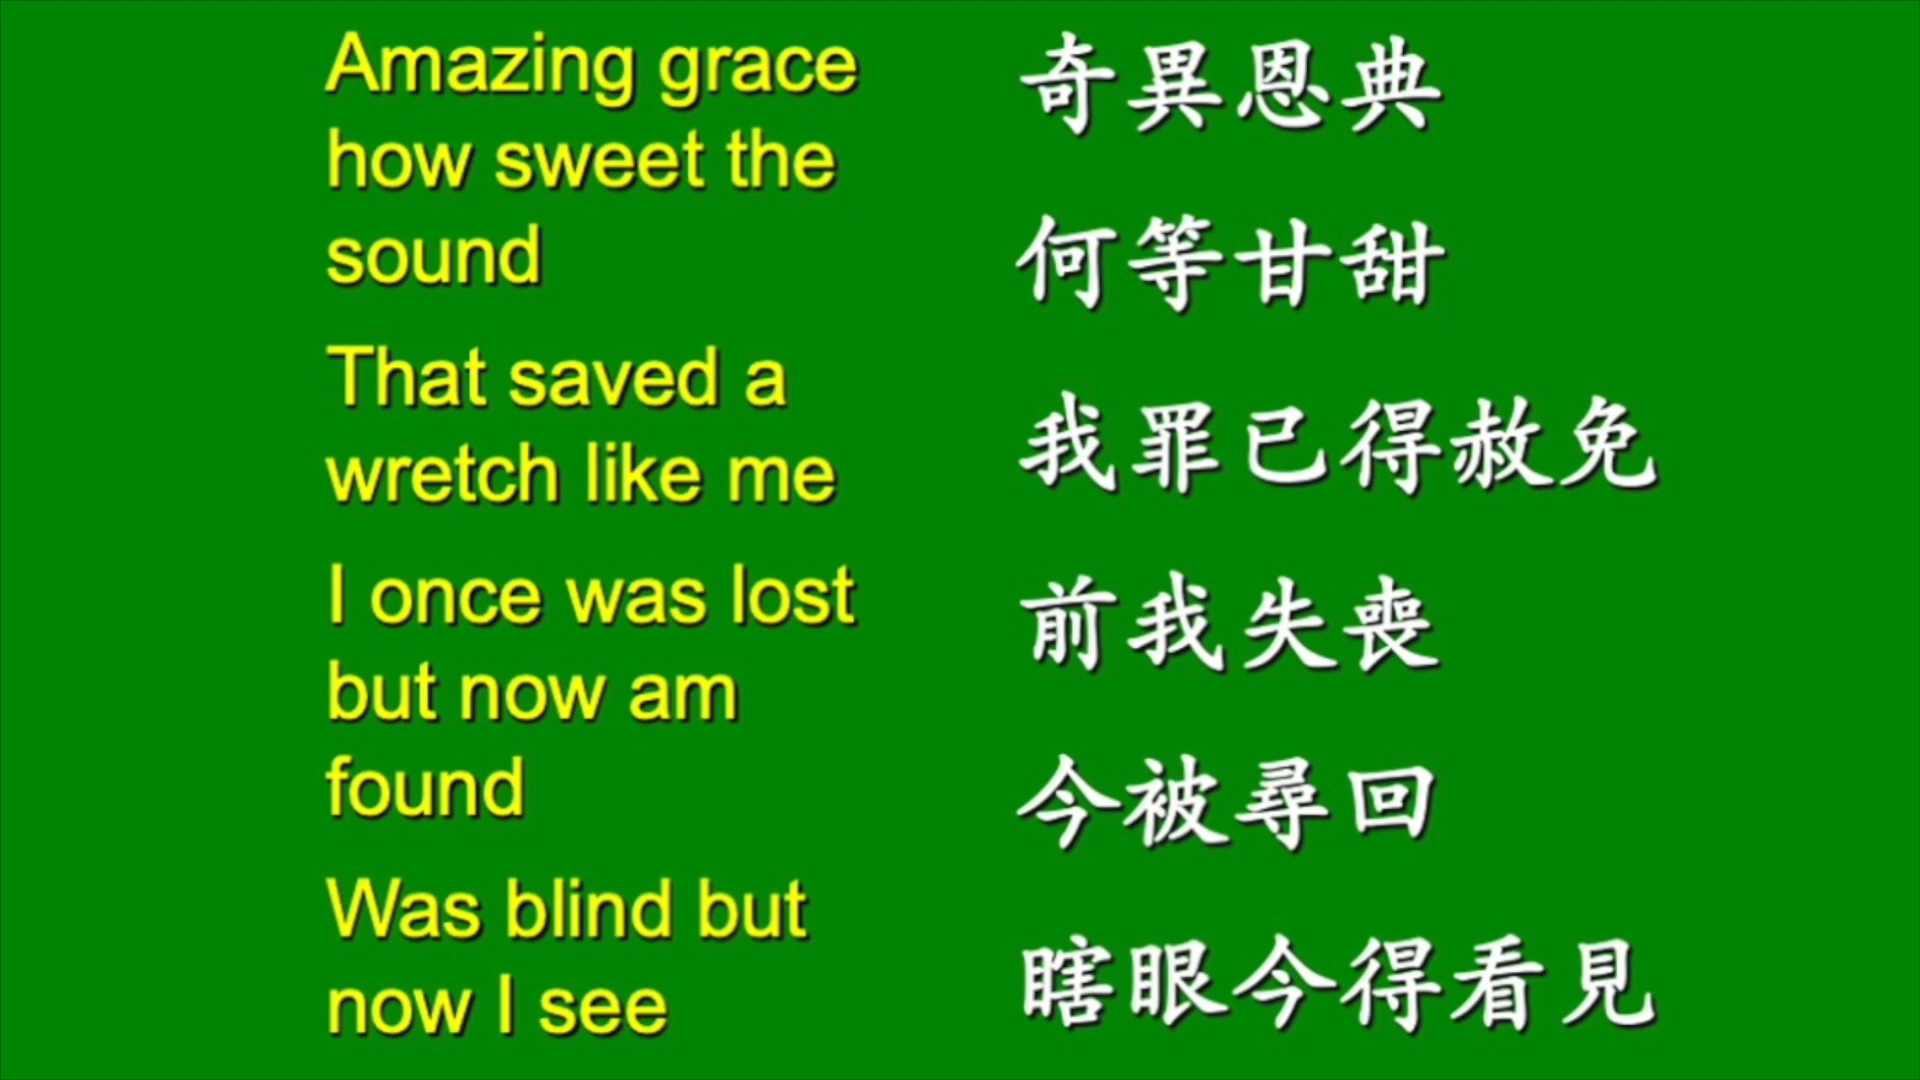 Amazing grace
how sweet the
sound
That saved a
wretch like me
I once was lost
but now am
found
Was blind but
now I see
奇異恩典
何等甘甜
我罪已得赦免
前我失喪
今被尋回
瞎眼今得看見